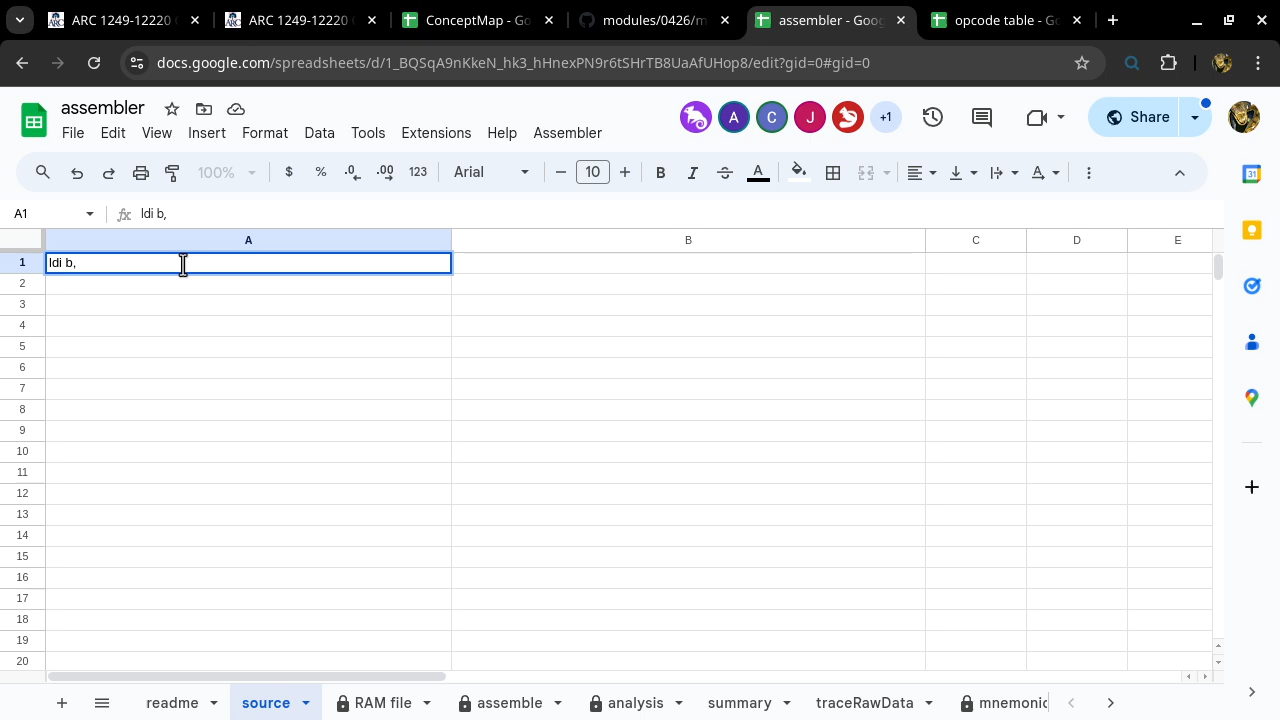 ARC 1249-12220
ARC 1249-12220
ConceptMap - Go
modules/0426/m
assembler - Goog
opcode table - Go
docs.google.com/spreadsheets/d/1_BQSqA9nKkeN_hk3_hHnexPN9r6tSHrTB8UaAfUHop8/edit?gid=0#gid=0
assembler
File Edit View Insert Format Data Tools Extensions Help Assembler
A C J +1
Share
100% $ % .0 .00 123 Arial 10 B I S A
31
A1 fx ldi b,
A B C D E
1 ldi b,
2
3
4
5
6
7
8
9
10
11
12
13
14
15
16
17
18
19
20
readme source RAM file assemble analysis summary traceRawData mnemonic